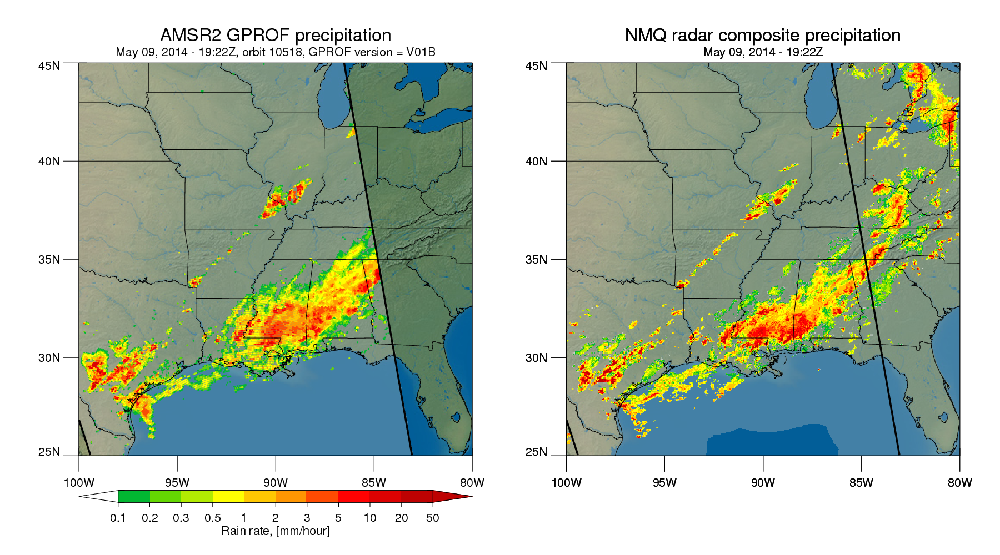 AMSR2 GPROF precipitation
May 09, 2014 - 19:22Z, orbit 10518, GPROF version = V01B
45N
40N
35N
30N
25N
100W 95W 90W 85W 80W
0.1 0.2 0.3 0.5 1 2 3 5 10 20 50
Rain rate, [mm/hour]
NMQ radar composite precipitation
May 09, 2014 - 19:22Z
45N
40N
35N
30N
25N
100W 95W 90W 85W 80W